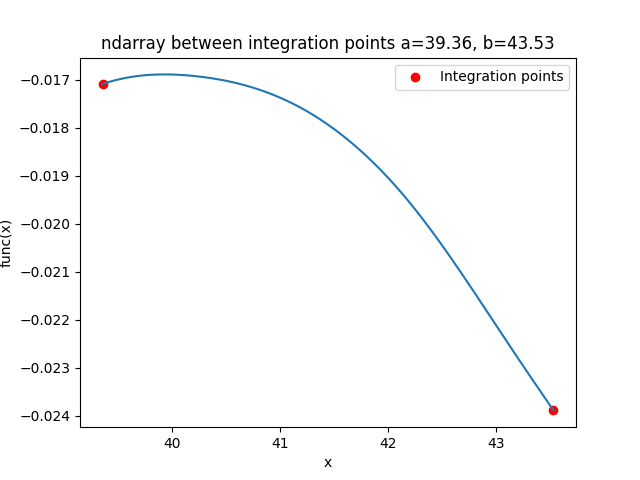 ndarray between integration points a=39.36, b=43.53
Integration points
−0.017
−0.018
−0.019
−0.020
−0.021
−0.022
−0.023
−0.024
func(x)
40 41 42 43
x